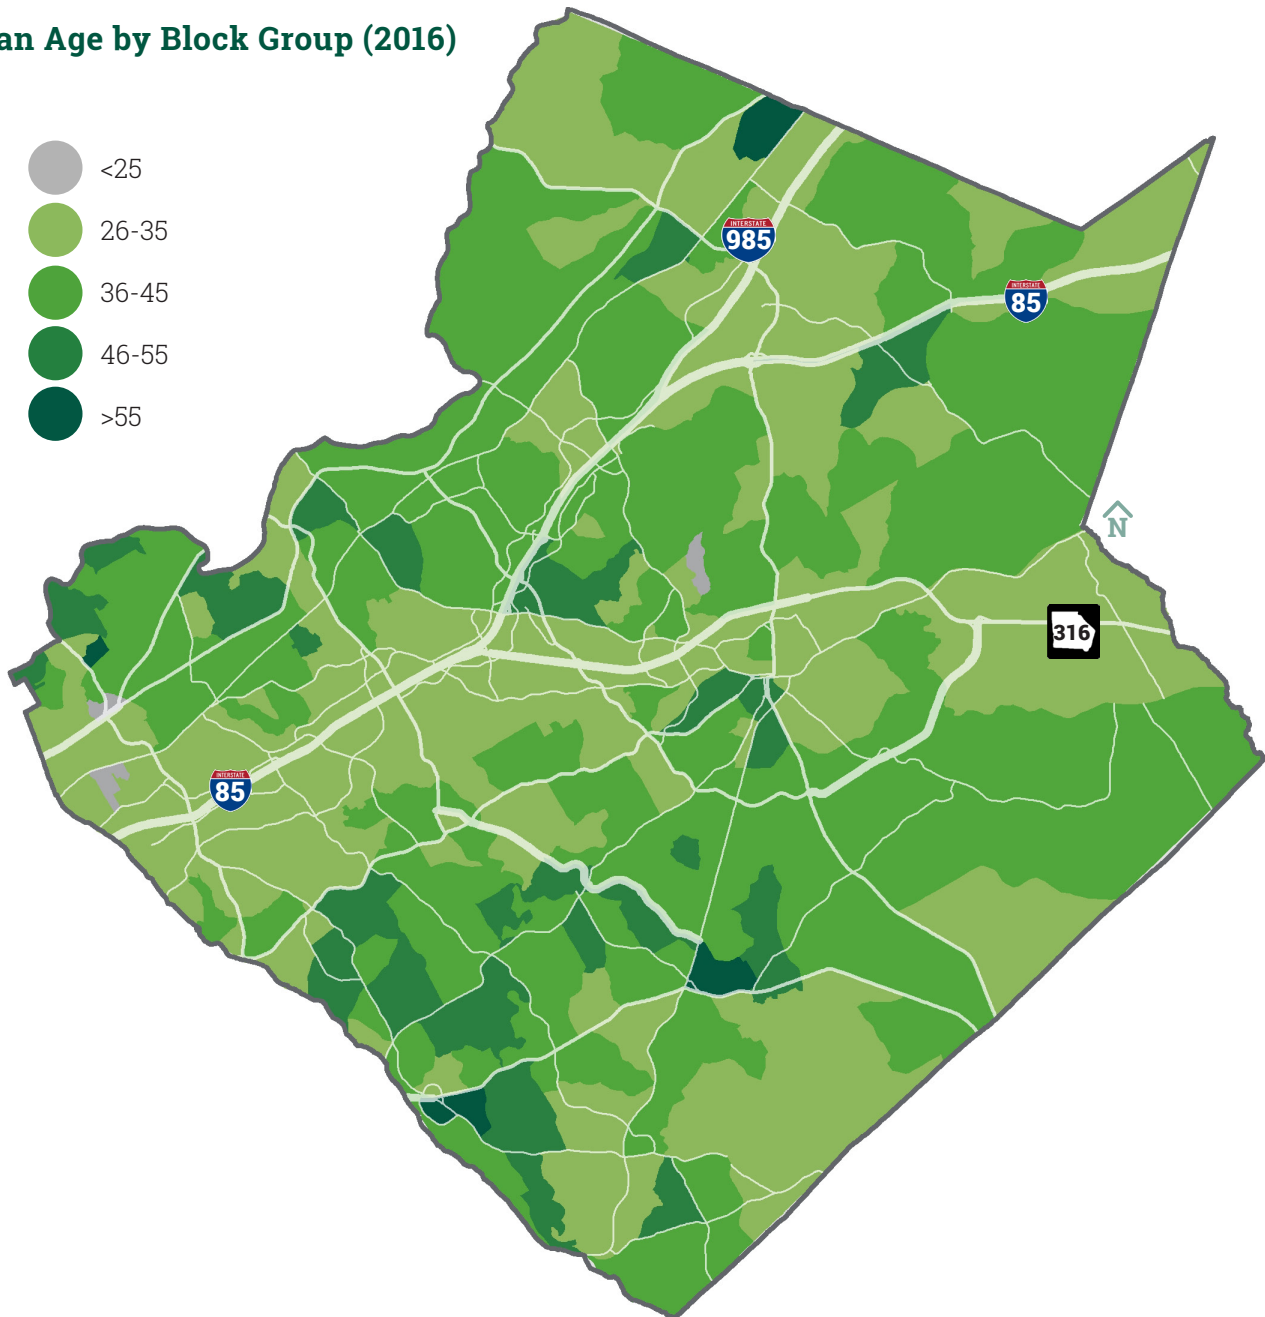 an Age by Block Group (2016)
<25
26-35
36-45
46-55
>55
INTERSTATE
985
INTERSTATE
85
N
316
INTERSTATE
85